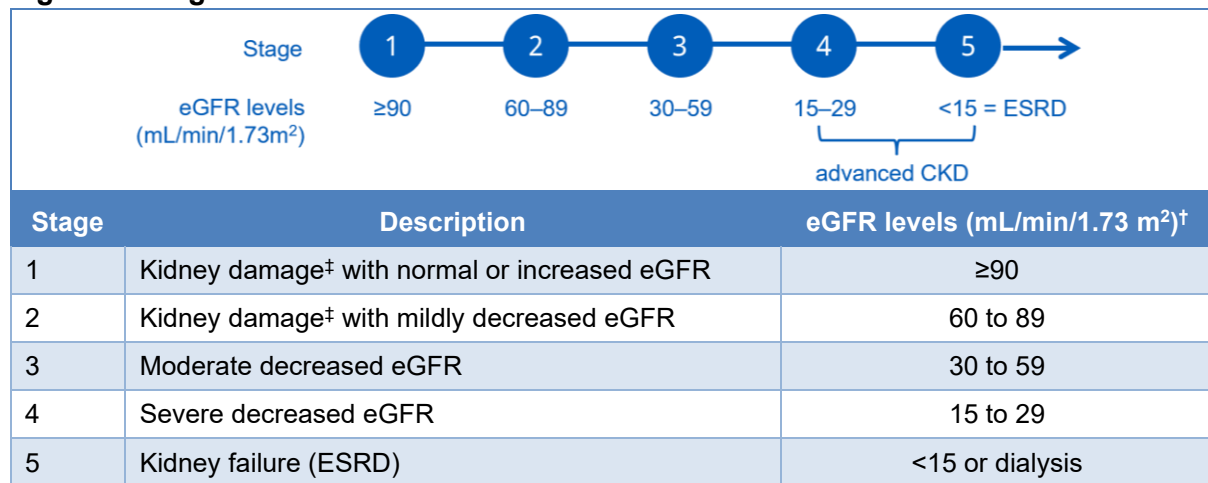 Stage 1 2 3 4 5
eGFR levels ≥90 60–89 30–59 15–29 <15 = ESRD
(mL/min/1.73m²)
advanced CKD
Stage Description eGFR levels (mL/min/1.73 m²)†
1 Kidney damage‡ with normal or increased eGFR ≥90
2 Kidney damage‡ with mildly decreased eGFR 60 to 89
3 Moderate decreased eGFR 30 to 59
4 Severe decreased eGFR 15 to 29
5 Kidney failure (ESRD) <15 or dialysis